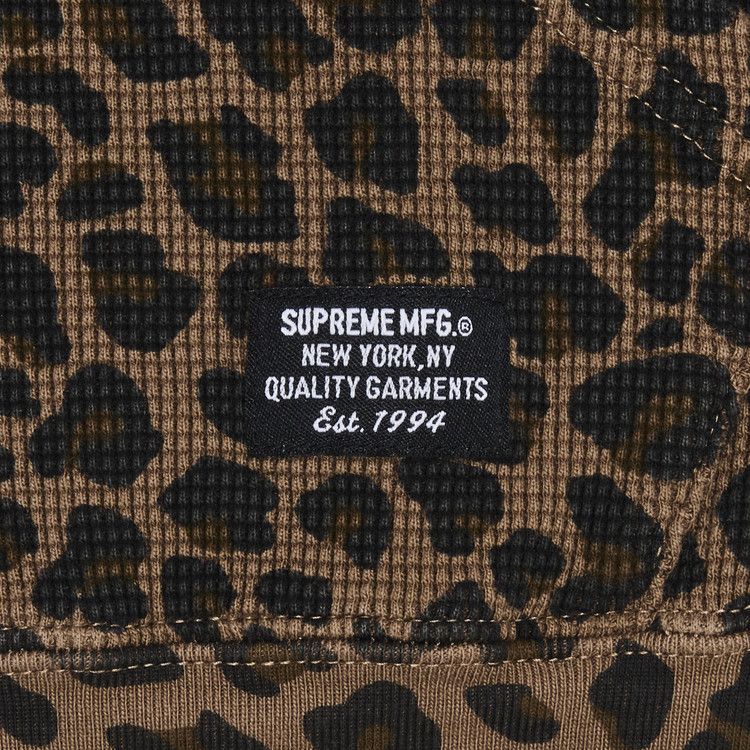 SUPREME MFG.®
NEW YORK, NY
QUALITY GARMENTS
Est. 1994